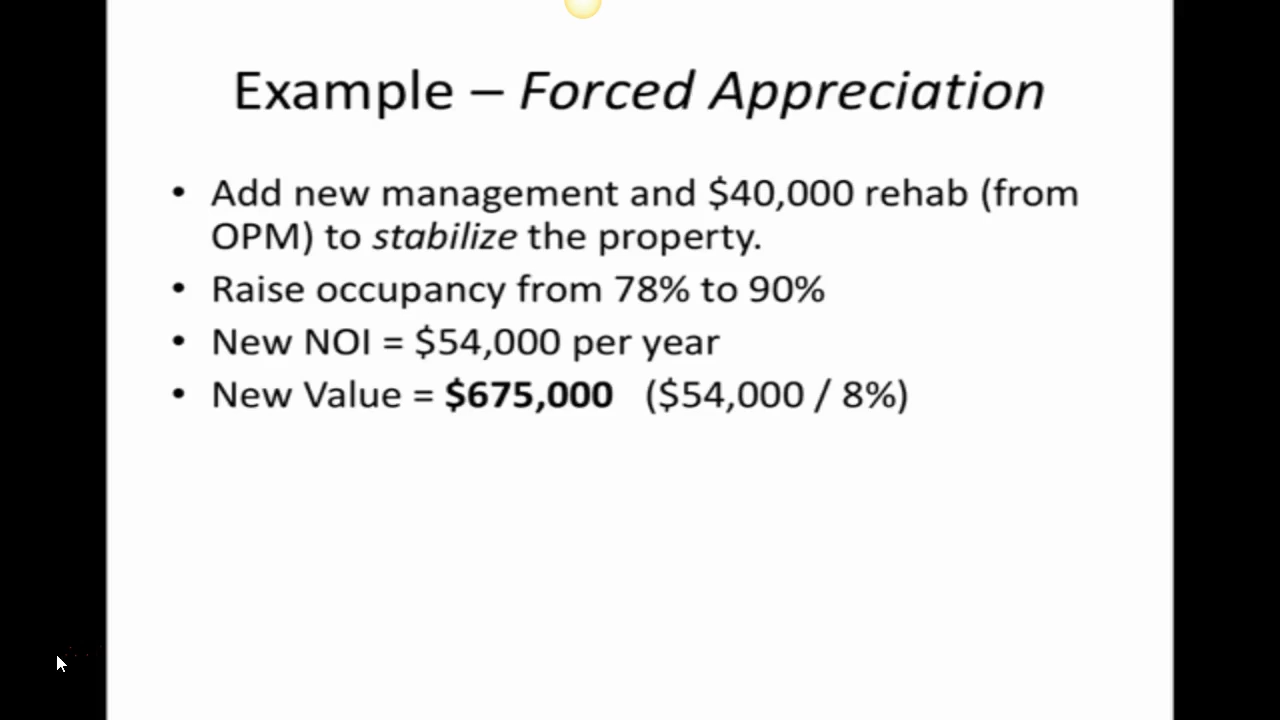 Example – Forced Appreciation
• Add new management and $40,000 rehab (from
OPM) to stabilize the property.
• Raise occupancy from 78% to 90%
• New NOI = $54,000 per year
• New Value = $675,000 ($54,000 / 8%)